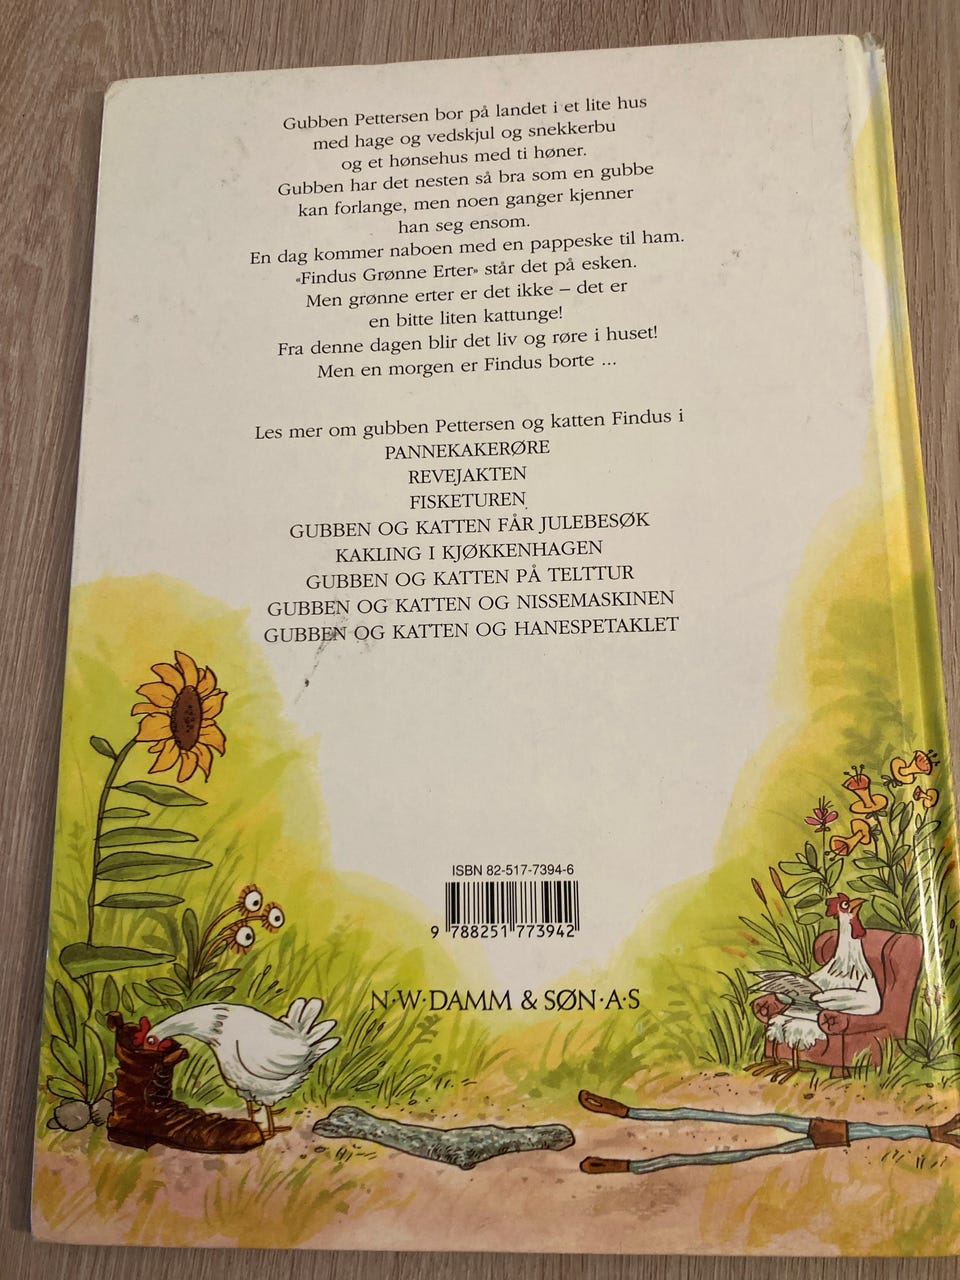 Gubben Pettersen bor på landet i et lite hus
med hage og vedskjul og snekkerbu
og et hønsehus med ti høner.
Gubben har det nesten så bra som en gubbe
kan forlange, men noen ganger kjenner
han seg ensom.
En dag kommer naboen med en pappeske til ham.
«Findus Grønne Erter» står det på esken.
Men grønne erter er det ikke – det er
en bitte liten kattunge!
Fra denne dagen blir det liv og røre i huset!
Men en morgen er Findus borte ...
Les mer om gubben Pettersen og katten Findus i
PANNEKAKERØRE
REVEJAKTEN
FISKETUREN
GUBBEN OG KATTEN FÅR JULEBESØK
KAKLING I KJØKKENHAGEN
GUBBEN OG KATTEN PÅ TELTTUR
GUBBEN OG KATTEN OG NISSEMASKINEN
GUBBEN OG KATTEN OG HANESPETAKLET
ISBN 82-517-7394-6
9 788251 773942
N·W·DAMM & SØN·A·S